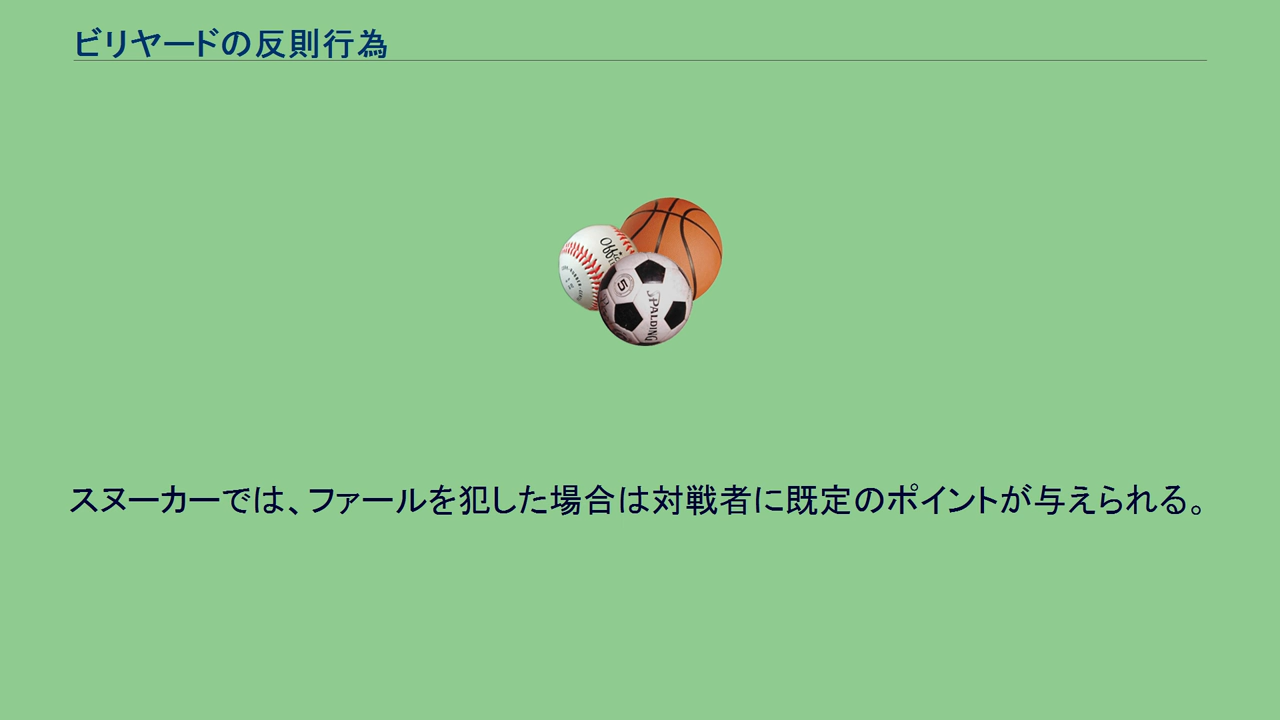 ビリヤードの反則行為
Offic
5
SPALDING
スヌーカーでは、ファールを犯した場合は対戦者に既定のポイントが与えられる。